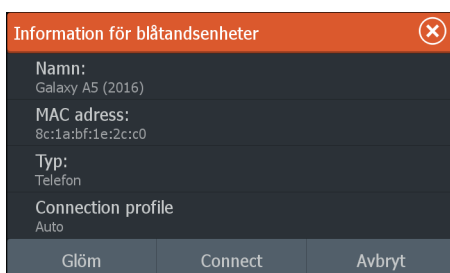 Information för blåtandsenheter
Namn:
Galaxy A5 (2016)
MAC adress:
8c:1a:bf:1e:2c:c0
Typ:
Telefon
Connection profile
Auto
Glöm Connect Avbryt